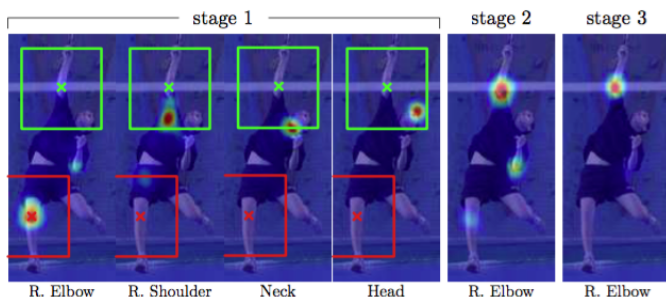 stage 1 stage 2 stage 3
R. Elbow R. Shoulder Neck Head R. Elbow R. Elbow